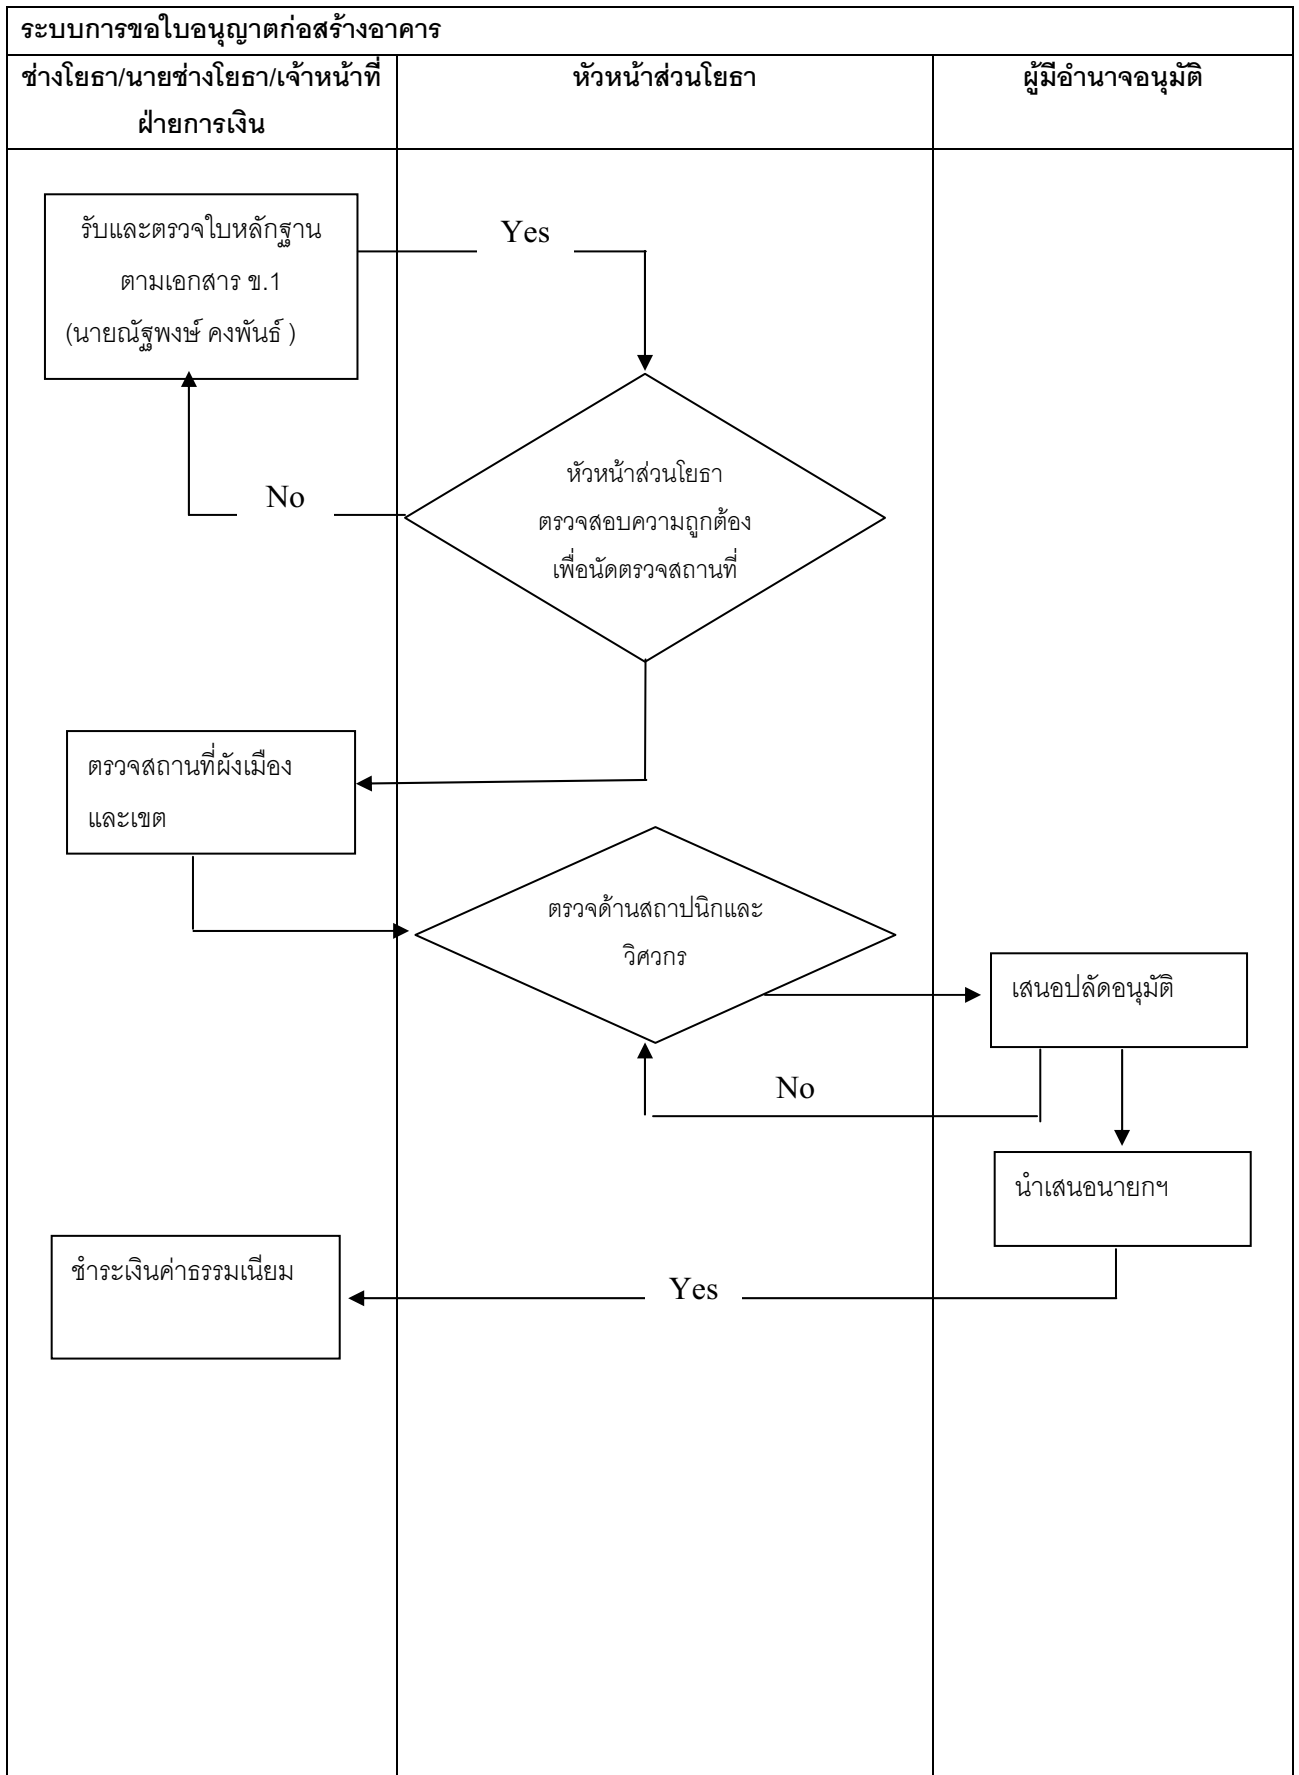 ระบบการขอใบอนุญาตก่อสร้างอาคาร
ช่างโยธา/นายช่างโยธา/เจ้าหน้าที่
ฝ่ายการเงิน
หัวหน้าส่วนโยธา
ผู้มีอำนาจอนุมัติ
รับและตรวจใบหลักฐาน
ตามเอกสาร ข.1
(นายณัฐพงษ์ คงพันธ์ )
Yes
หัวหน้าส่วนโยธา
ตรวจสอบความถูกต้อง
เพื่อนัดตรวจสถานที่
No
ตรวจสถานที่ผังเมือง
และเขต
ตรวจด้านสถาปนิกและ
วิศวกร
เสนอปลัดอนุมัติ
No
นำเสนอนายกฯ
Yes
ชำระเงินค่าธรรมเนียม